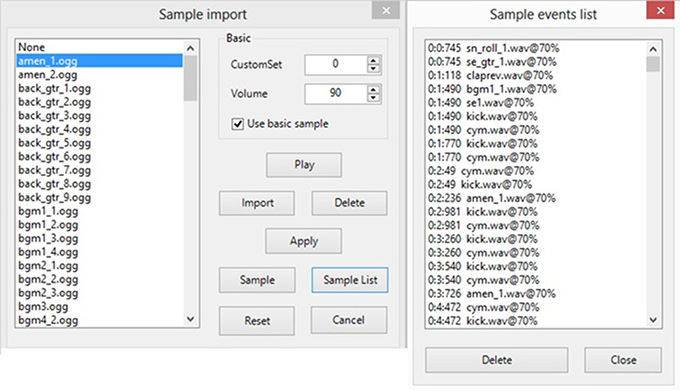 Sample import
None
amen_1.ogg
amen_2.ogg
back_gtr_1.ogg
back_gtr_2.ogg
back_gtr_3.ogg
back_gtr_4.ogg
back_gtr_5.ogg
back_gtr_6.ogg
back_gtr_7.ogg
back_gtr_8.ogg
back_gtr_9.ogg
bgm1_1.ogg
bgm1_2.ogg
bgm1_3.ogg
bgm1_4.ogg
bgm2_1.ogg
bgm2_2.ogg
bgm2_3.ogg
bgm3.ogg
bgm4_2.ogg
Basic
CustomSet 0
Volume 90
Use basic sample
Play
Import Delete
Apply
Sample Sample List
Reset Cancel
Sample events list
0:0:745 sn_roll_1.wav@70%
0:0:745 se_gtr_1.wav@70%
0:1:118 claprev.wav@70%
0:1:490 bgm1_1.wav@70%
0:1:490 se1.wav@70%
0:1:490 kick.wav@70%
0:1:490 cym.wav@70%
0:1:770 kick.wav@70%
0:1:770 cym.wav@70%
0:2:49 cym.wav@70%
0:2:49 kick.wav@70%
0:2:236 amen_1.wav@70%
0:2:981 kick.wav@70%
0:2:981 cym.wav@70%
0:3:260 kick.wav@70%
0:3:260 cym.wav@70%
0:3:540 kick.wav@70%
0:3:540 cym.wav@70%
0:3:726 amen_1.wav@70%
0:4:472 cym.wav@70%
0:4:472 kick.wav@70%
Delete Close